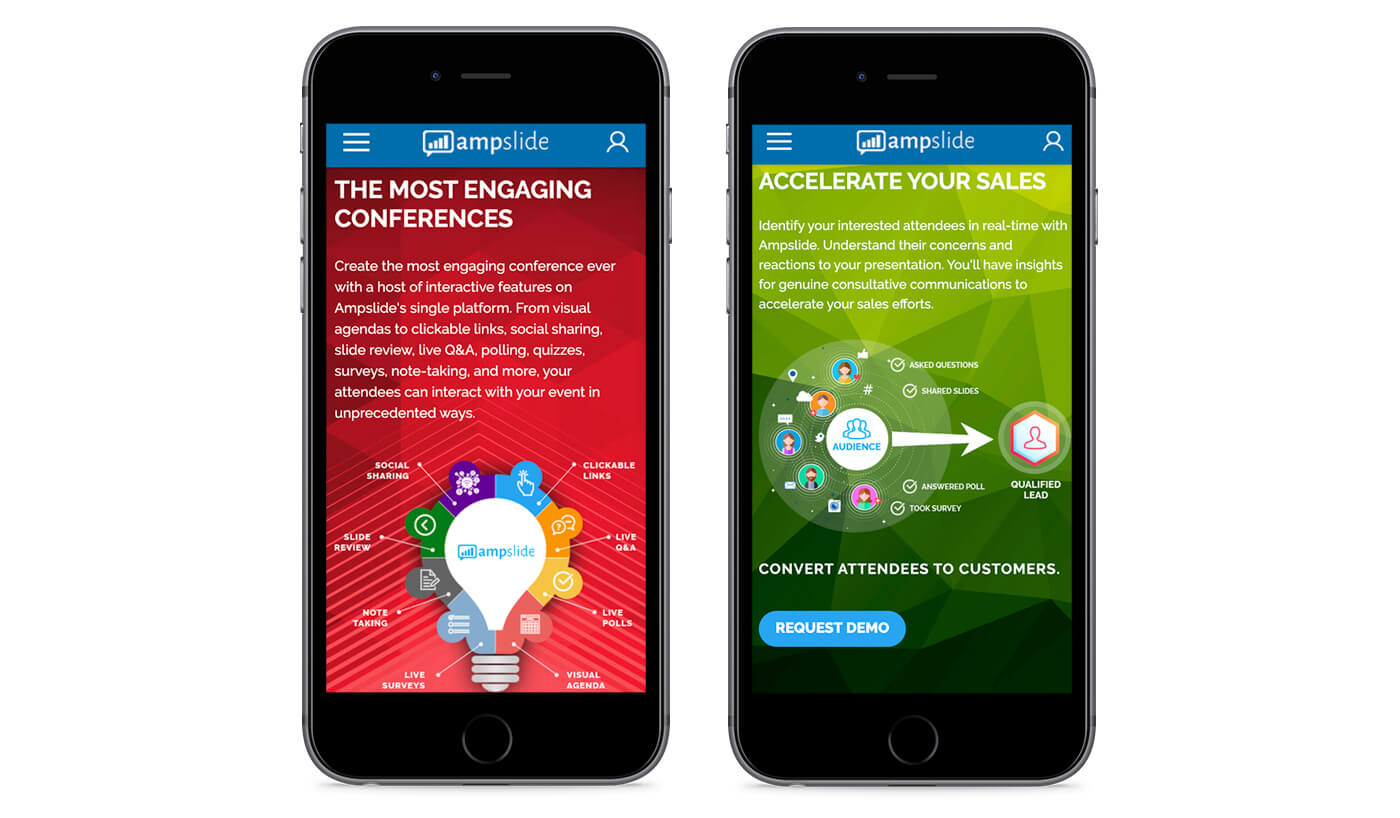 ampslide
THE MOST ENGAGING
CONFERENCES
Create the most engaging conference ever
with a host of interactive features on
Ampslide's single platform. From visual
agendas to clickable links, social sharing,
slide review, live Q&A, polling, quizzes,
surveys, note-taking, and more, your
attendees can interact with your event in
unprecedented ways.
SOCIAL
SHARING
CLICKABLE
LINKS
SLIDE
REVIEW
ampslide
LIVE
Q&A
NOTE
TAKING
LIVE
POLLS
LIVE
SURVEYS
VISUAL
AGENDA
ampslide
ACCELERATE YOUR SALES
Identify your interested attendees in real-time with
Ampslide. Understand their concerns and
reactions to your presentation. You'll have insights
for genuine consultative communications to
accelerate your sales efforts.
ASKED QUESTIONS
#
SHARED SLIDES
AUDIENCE
ANSWERED POLL
TOOK SURVEY
QUALIFIED
LEAD
CONVERT ATTENDEES TO CUSTOMERS.
REQUEST DEMO